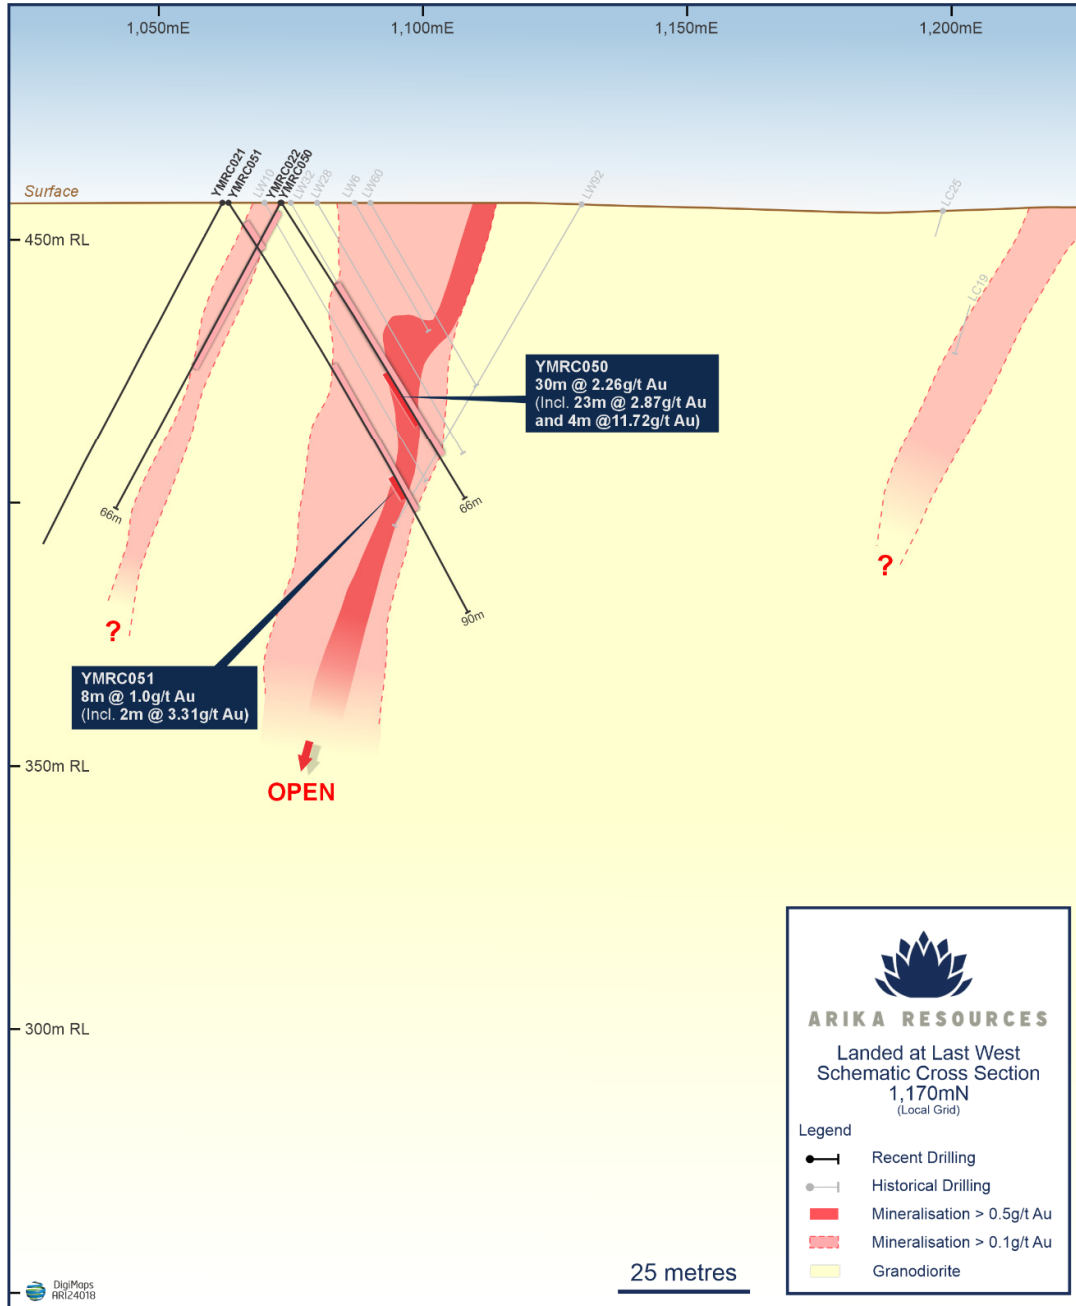 1,050mE
1,100mE
1,150mE
1,200mE
Surface
YMRC021
YMRC051
LW10
YMRC022
YMRC050
LW32
LW28
LW6
LW60
LW92
LC25
LC19
450m RL
350m RL
300m RL
YMRC050
30m @ 2.26g/t Au
(Incl. 23m @ 2.87g/t Au
and 4m @11.72g/t Au)
66m
66m
90m
?
?
YMRC051
8m @ 1.0g/t Au
(Incl. 2m @ 3.31g/t Au)
OPEN
ARIKA RESOURCES
Landed at Last West
Schematic Cross Section
1,170mN
(Local Grid)
Legend
Recent Drilling
Historical Drilling
Mineralisation > 0.5g/t Au
Mineralisation > 0.1g/t Au
Granodiorite
25 metres
DigiMaps
ARI24018